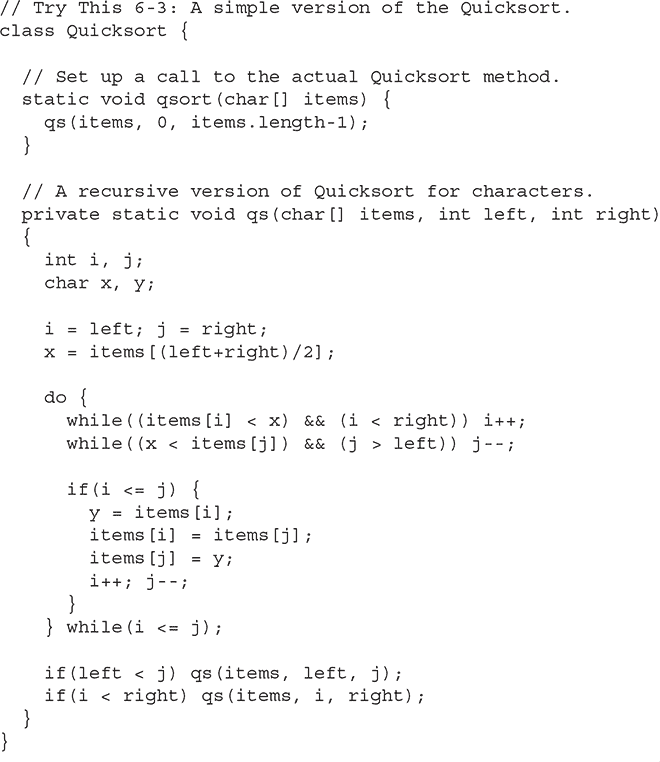 // Try This 6-3: A simple version of the Quicksort.
class Quicksort {

  // Set up a call to the actual Quicksort method.
  static void qsort(char[] items) {
    qs(items, 0, items.length-1);
  }

  // A recursive version of Quicksort for characters.
  private static void qs(char[] items, int left, int right)
  {
    int i, j;
    char x, y;

    i = left; j = right;
    x = items[(left+right)/2];

    do {
      while((items[i] < x) && (i < right)) i++;
      while((x < items[j]) && (j > left)) j--;

      if(i <= j) {
        y = items[i];
        items[i] = items[j];
        items[j] = y;
        i++; j--;
      }
    } while(i <= j);

    if(left < j) qs(items, left, j);
    if(i < right) qs(items, i, right);
  }
}